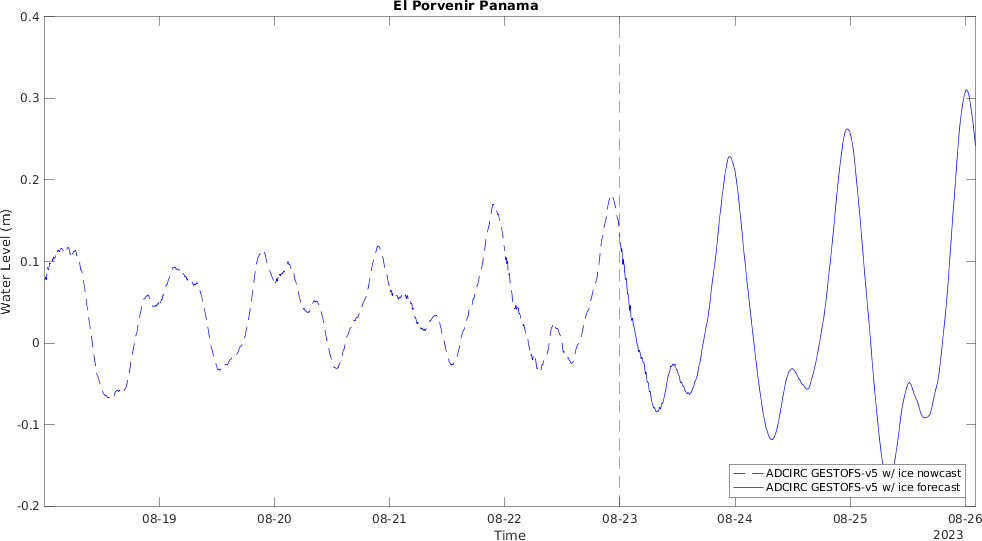 El Porvenir Panama
0.4
0.3
0.2
0.1
0
-0.1
-0.2
Water Level (m)
08-19 08-20 08-21 08-22 08-23 08-24 08-25 08-26
Time
2023
ADCIRC GESTOFS-v5 w/ ice nowcast
ADCIRC GESTOFS-v5 w/ ice forecast